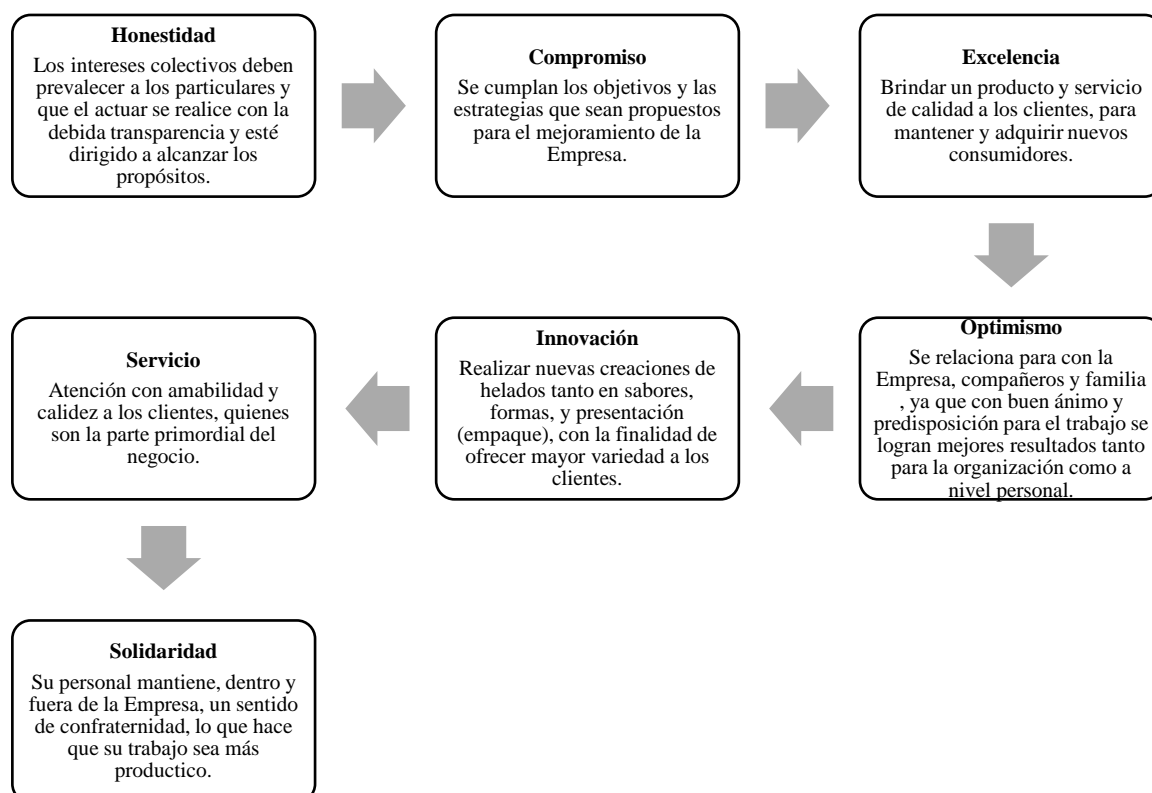 Honestidad
Los intereses colectivos deben
prevalecer a los particulares y
que el actuar se realice con la
debida transparencia y esté
dirigido a alcanzar los
propósitos.
Compromiso
Se cumplan los objetivos y las
estrategias que sean propuestos
para el mejoramiento de la
Empresa.
Excelencia
Brindar un producto y servicio
de calidad a los clientes, para
mantener y adquirir nuevos
consumidores.
Optimismo
Se relaciona para con la
Empresa, compañeros y familia
, ya que con buen ánimo y
predisposición para el trabajo se
logran mejores resultados tanto
para la organización como a
nivel personal.
Innovación
Realizar nuevas creaciones de
helados tanto en sabores,
formas, y presentación
(empaque), con la finalidad de
ofrecer mayor variedad a los
clientes.
Servicio
Atención con amabilidad y
calidez a los clientes, quienes
son la parte primordial del
negocio.
Solidaridad
Su personal mantiene, dentro y
fuera de la Empresa, un sentido
de confraternidad, lo que hace
que su trabajo sea más
productico.